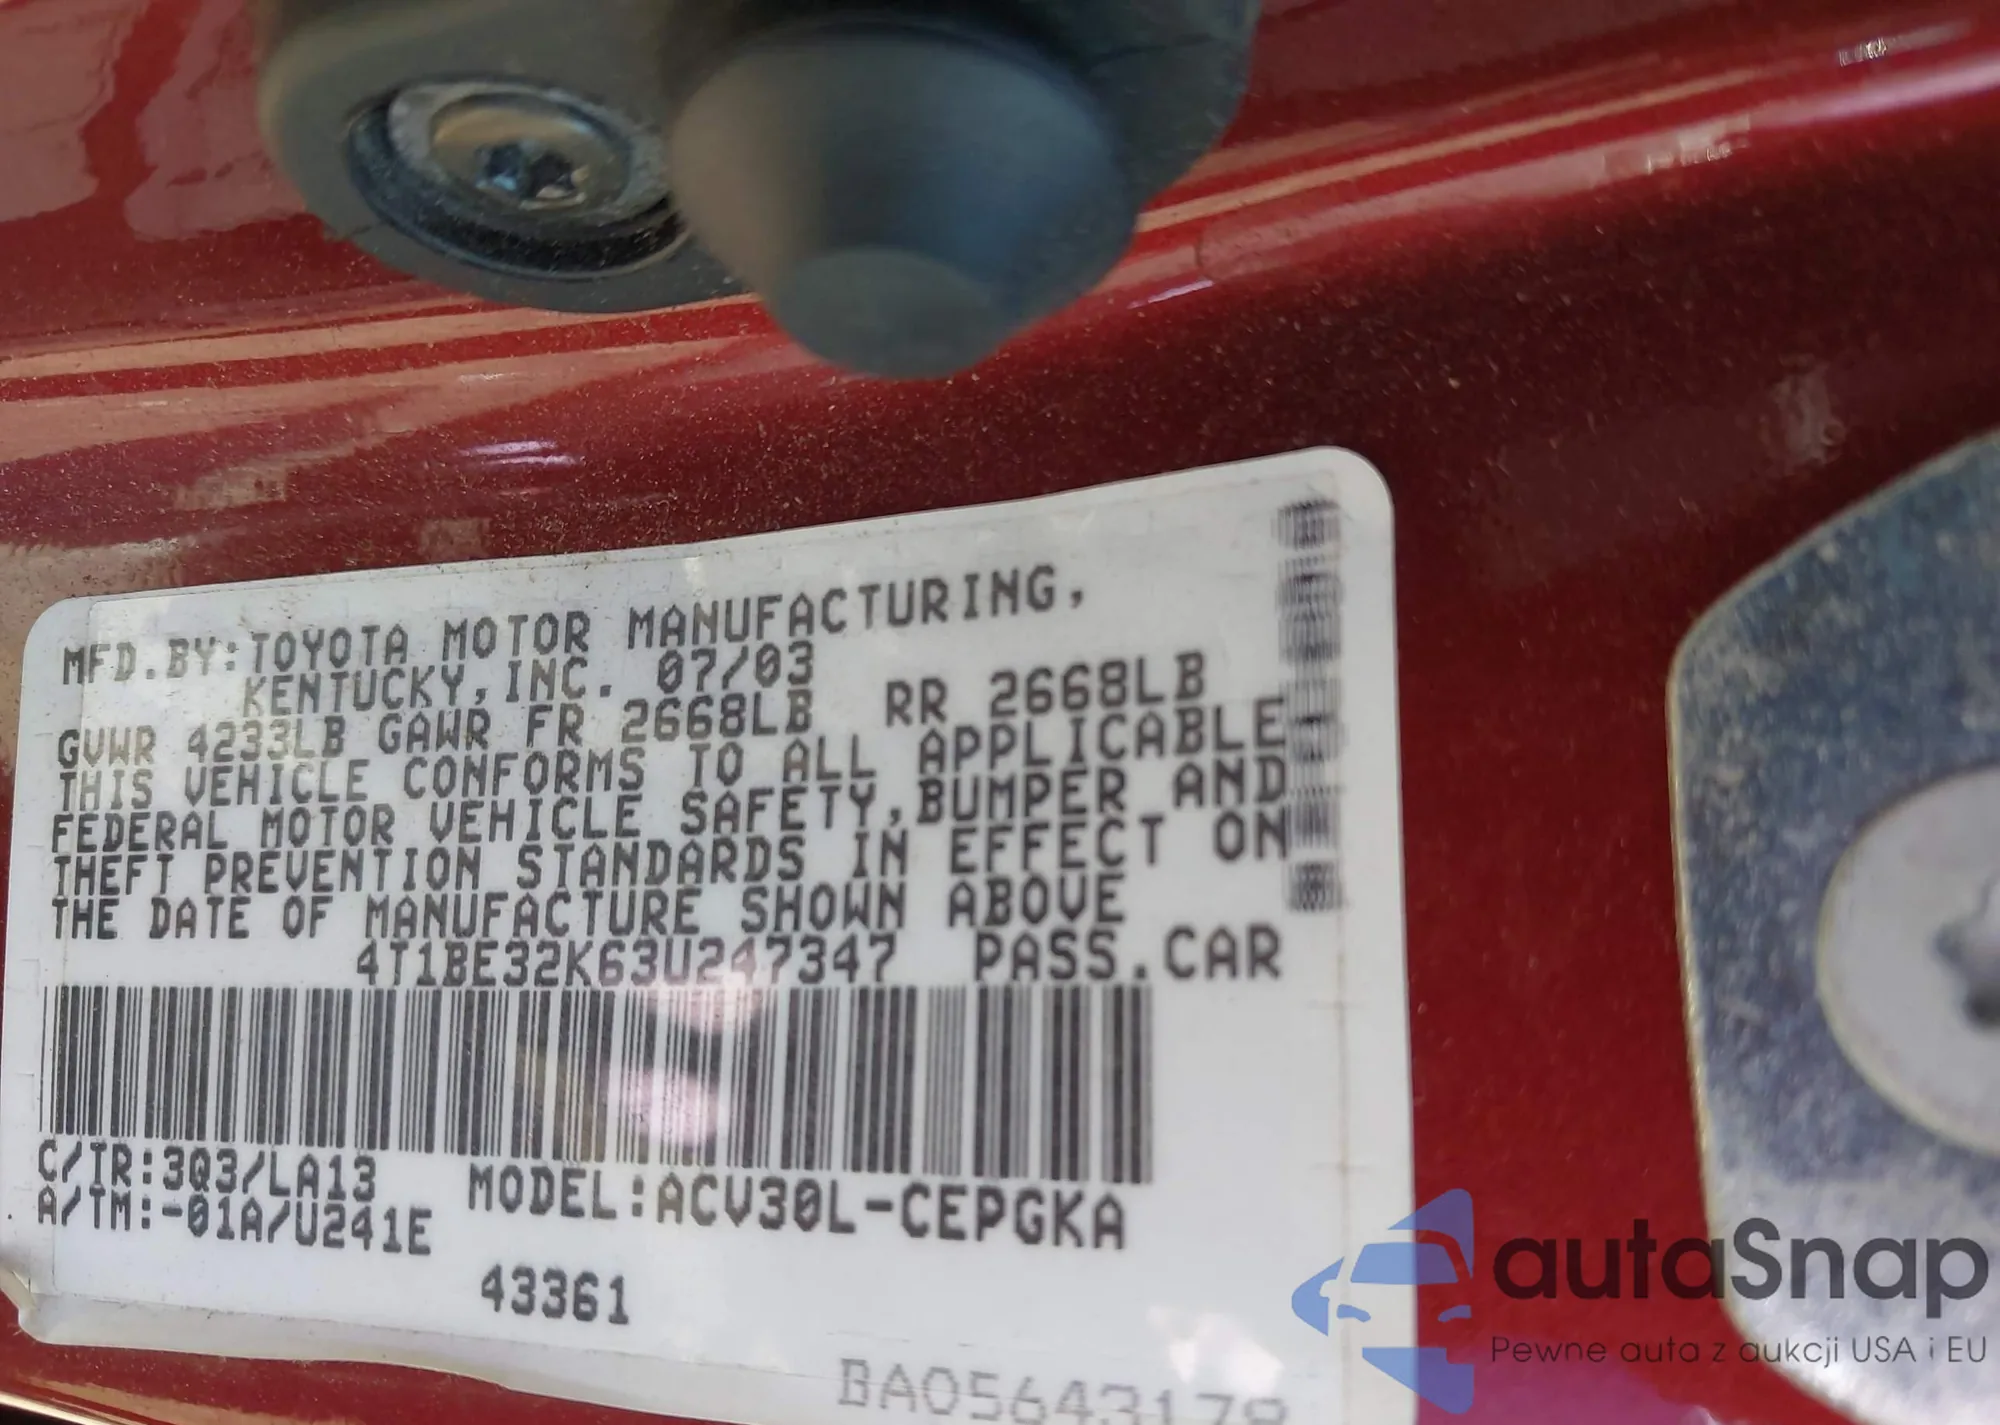 MFD.BY:TOYOTA MOTOR MANUFACTURING,
KENTUCKY,INC. 07/03
GVWR 4233LB GAWR FR 2668LB RR 2668LB
THIS VEHICLE CONFORMS TO ALL APPLICABLE
FEDERAL MOTOR VEHICLE SAFETY,BUMPER AND
THEFT PREVENTION STANDARDS IN EFFECT ON
THE DATE OF MANUFACTURE SHOWN ABOVE
4T1BE32K63U247347 PASS.CAR
C/TR:3Q3/LA13 MODEL:ACV30L-CEPGKA
A/TM:-01A/U241E
43361
BA05643178
autaSnap
Pewne auta z aukcji USA i EU